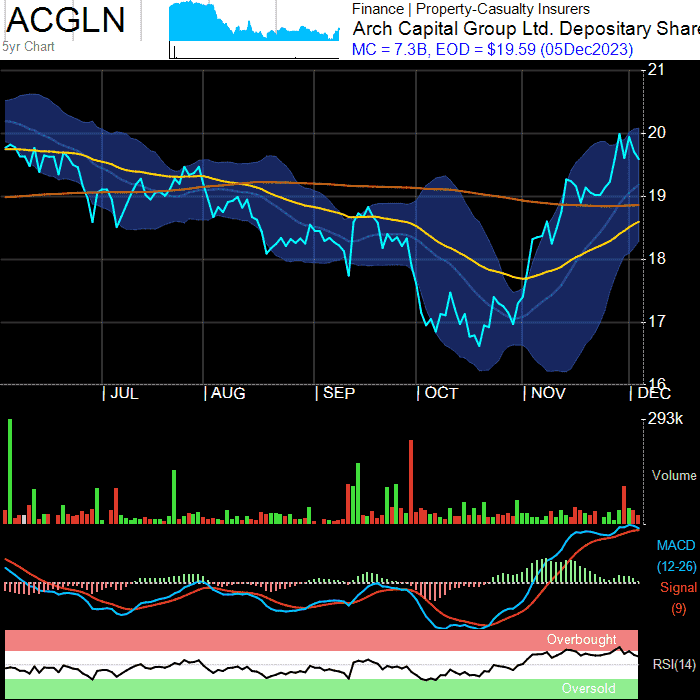 ACGLN
5yr Chart
Finance | Property-Casualty Insurers
Arch Capital Group Ltd. Depositary Share
MC = 7.3B, EOD = $19.59 (05Dec2023)
21
20
19
18
17
16
| JUL | AUG | SEP | OCT | NOV | DEC
293k
Volume
MACD
(12-26)
Signal
(9)
Overbought
RSI(14)
Oversold